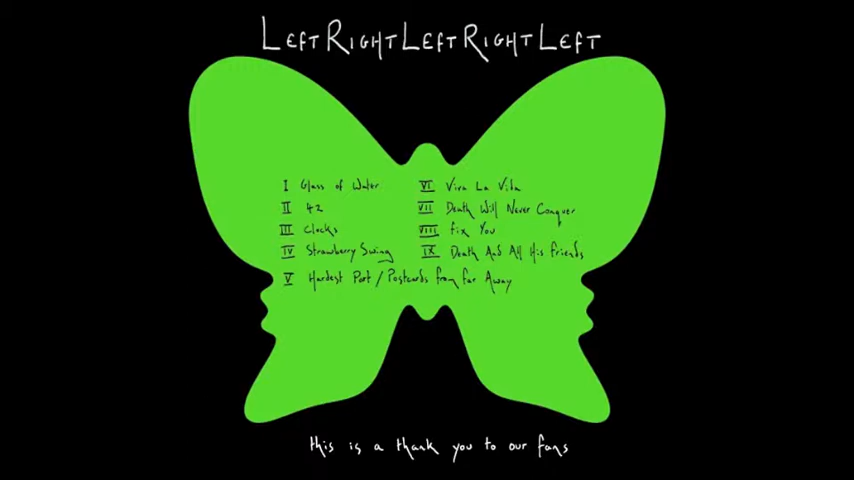 LeftRightLeftRightLeft
I Glass of Water
II 42
III Clocks
IV Strawberry Swing
V Hardest Part / Postcards from Far Away
VI Viva La Vida
VII Death Will Never Conquer
VIII Fix You
IX Death And All His Friends
this is a thank you to our fans